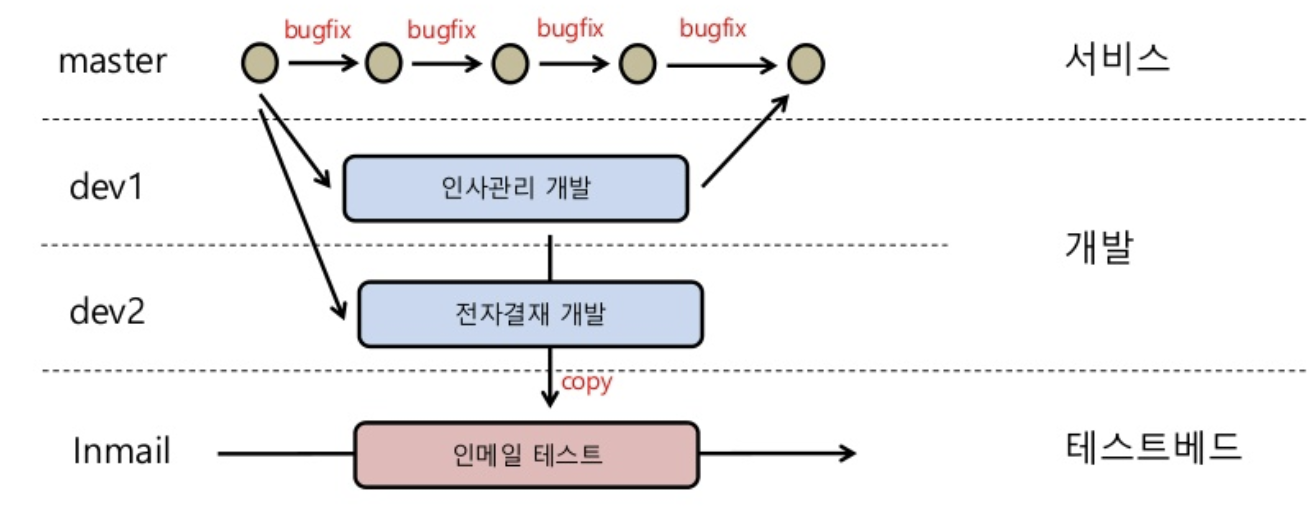 bugfix
bugfix
bugfix
bugfix
master
서비스
dev1
인사관리 개발
개발
dev2
전자결재 개발
copy
Inmail
인메일 테스트
테스트베드